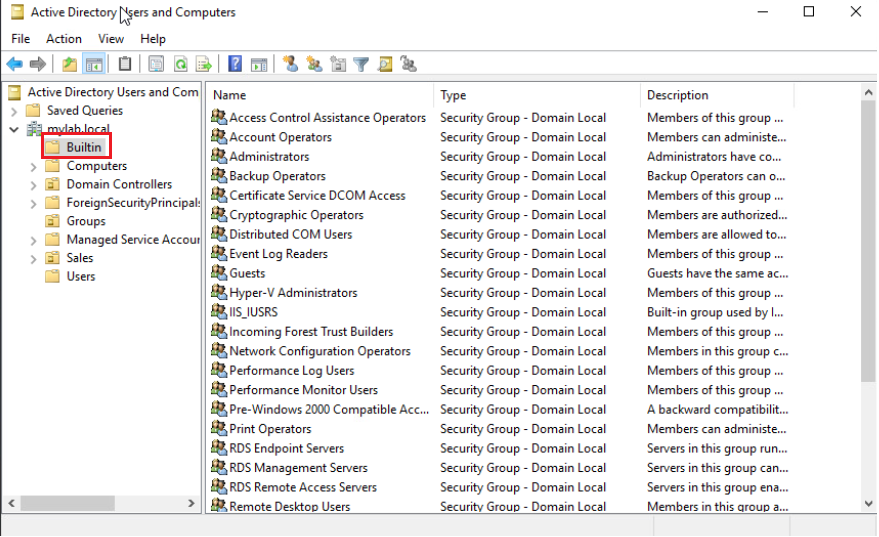 Active Directory Users and Computers
File Action View Help
Active Directory Users and Com
Saved Queries
mylab.local
Builtin
Computers
Domain Controllers
ForeignSecurityPrincipals
Groups
Managed Service Accour
Sales
Users
Name Type Description
Access Control Assistance Operators Security Group - Domain Local Members of this group ...
Account Operators Security Group - Domain Local Members can administe...
Administrators Security Group - Domain Local Administrators have co...
Backup Operators Security Group - Domain Local Backup Operators can o...
Certificate Service DCOM Access Security Group - Domain Local Members of this group ...
Cryptographic Operators Security Group - Domain Local Members are authorized...
Distributed COM Users Security Group - Domain Local Members are allowed to...
Event Log Readers Security Group - Domain Local Members of this group ...
Guests Security Group - Domain Local Guests have the same ac...
Hyper-V Administrators Security Group - Domain Local Members of this group ...
IIS_IUSRS Security Group - Domain Local Built-in group used by I...
Incoming Forest Trust Builders Security Group - Domain Local Members of this group ...
Network Configuration Operators Security Group - Domain Local Members in this group c...
Performance Log Users Security Group - Domain Local Members of this group ...
Performance Monitor Users Security Group - Domain Local Members of this group ...
Pre-Windows 2000 Compatible Acc... Security Group - Domain Local A backward compatibilit...
Print Operators Security Group - Domain Local Members can administe...
RDS Endpoint Servers Security Group - Domain Local Servers in this group run...
RDS Management Servers Security Group - Domain Local Servers in this group can...
RDS Remote Access Servers Security Group - Domain Local Servers in this group ena...
Remote Desktop Users Security Group - Domain Local Members in this group a...